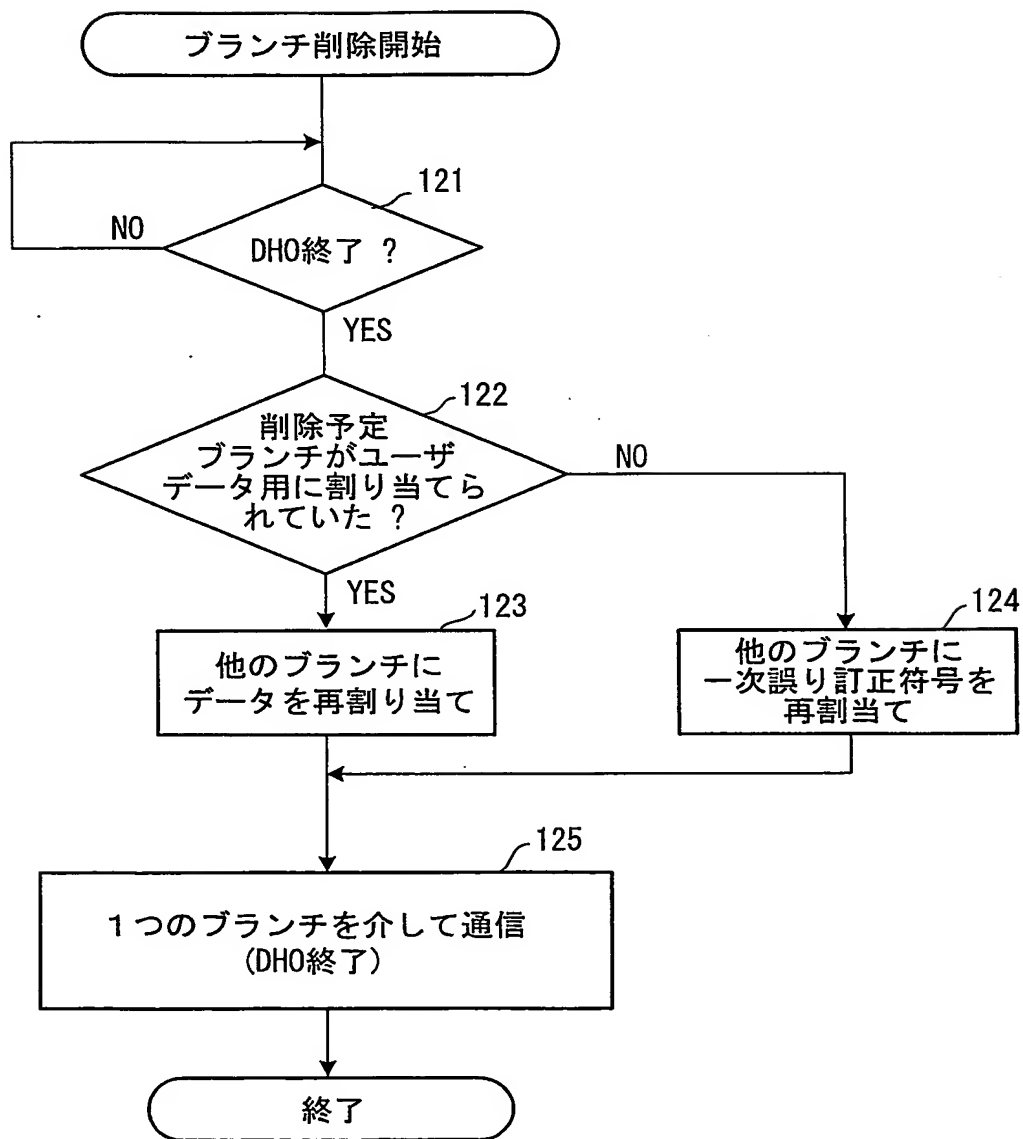 ブランチ削除開始
121
NO
DHO終了 ?
YES
122
削除予定
ブランチがユーザ
データ用に割り当てら
れていた ?
NO
YES
123
124
他のブランチに
データを再割り当て
他のブランチに
一次誤り訂正符号を
再割当て
125
1つのブランチを介して通信
(DHO終了)
終了